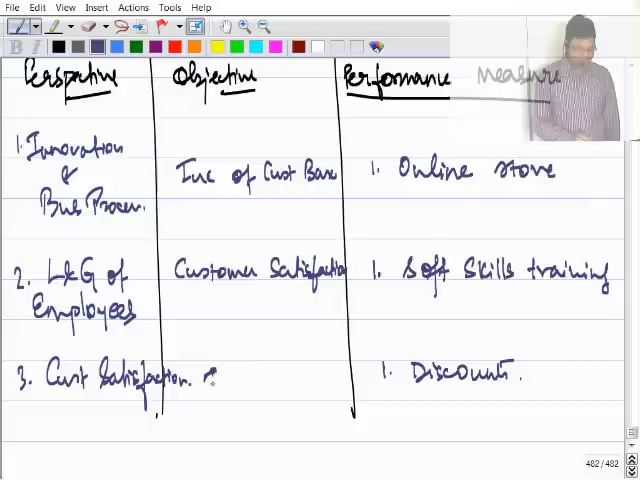 File Edit View Insert Actions Tools Help
B I
Perspective Objective Performance Measure
1. Innovation
& Inc of Cust Base 1. Online store
Bus Process.
2. L&G of Customer Satisfaction 1. Soft Skills training
Employees
3. Cust Satisfaction. 1. Discounts.
482 / 482